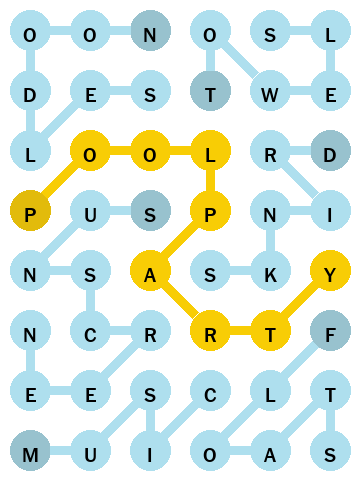 O O N O S L
D E S T W E
L O O L R D
P U S P N I
N S A S K Y
N C R R T F
E E S C L T
M U I O A S